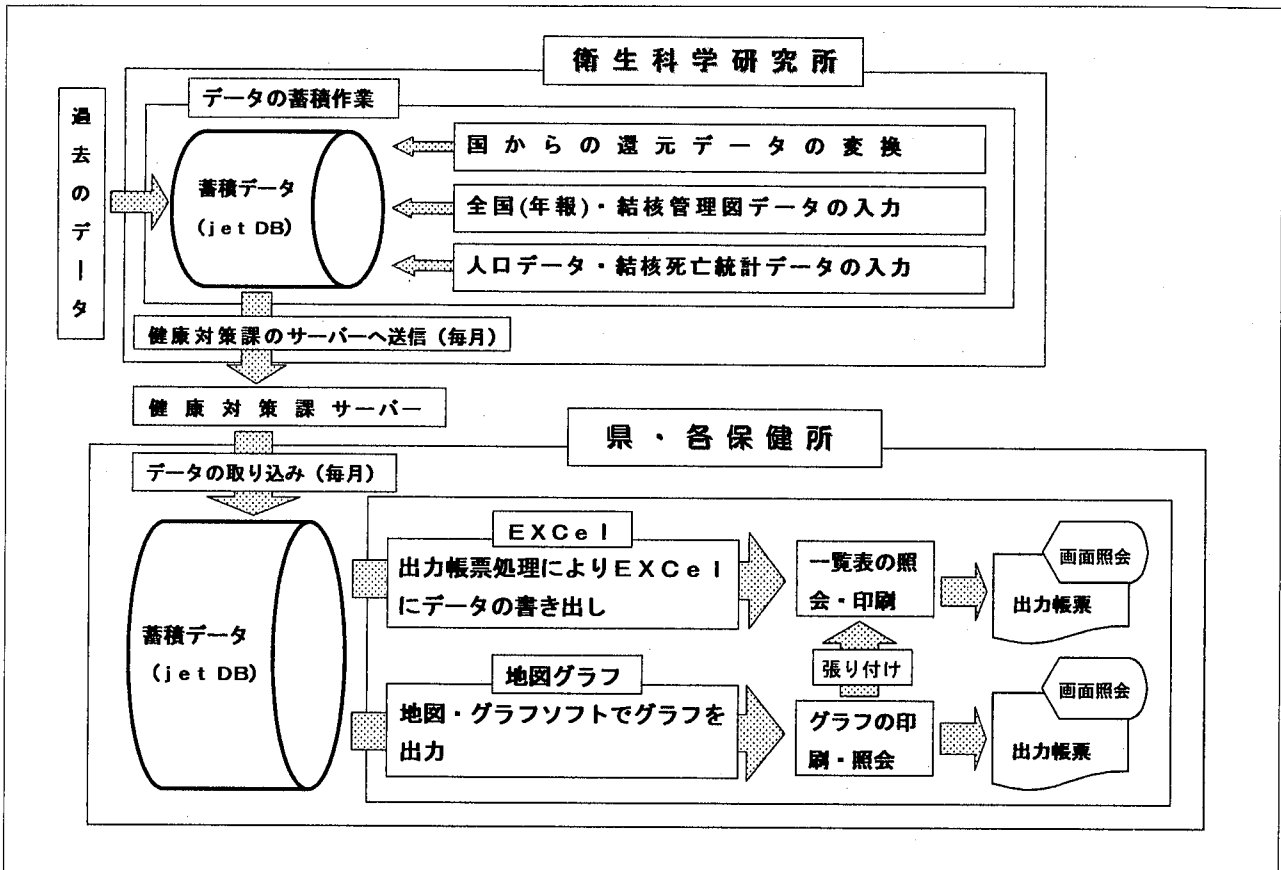 衛生科学研究所
過去のデータ
データの蓄積作業
蓄積データ
(jet DB)
国からの還元データの変換
全国(年報)・結核管理図データの入力
人口データ・結核死亡統計データの入力
健康対策課のサーバーへ送信(毎月)
健康対策課サーバー
県・各保健所
データの取り込み(毎月)
蓄積データ
(jet DB)
EXCel
出力帳票処理によりEXCel
にデータの書き出し
一覧表の照
会・印刷
画面照会
出力帳票
張り付け
地図グラフ
地図・グラフソフトでグラフを
出力
グラフの印
刷・照会
画面照会
出力帳票